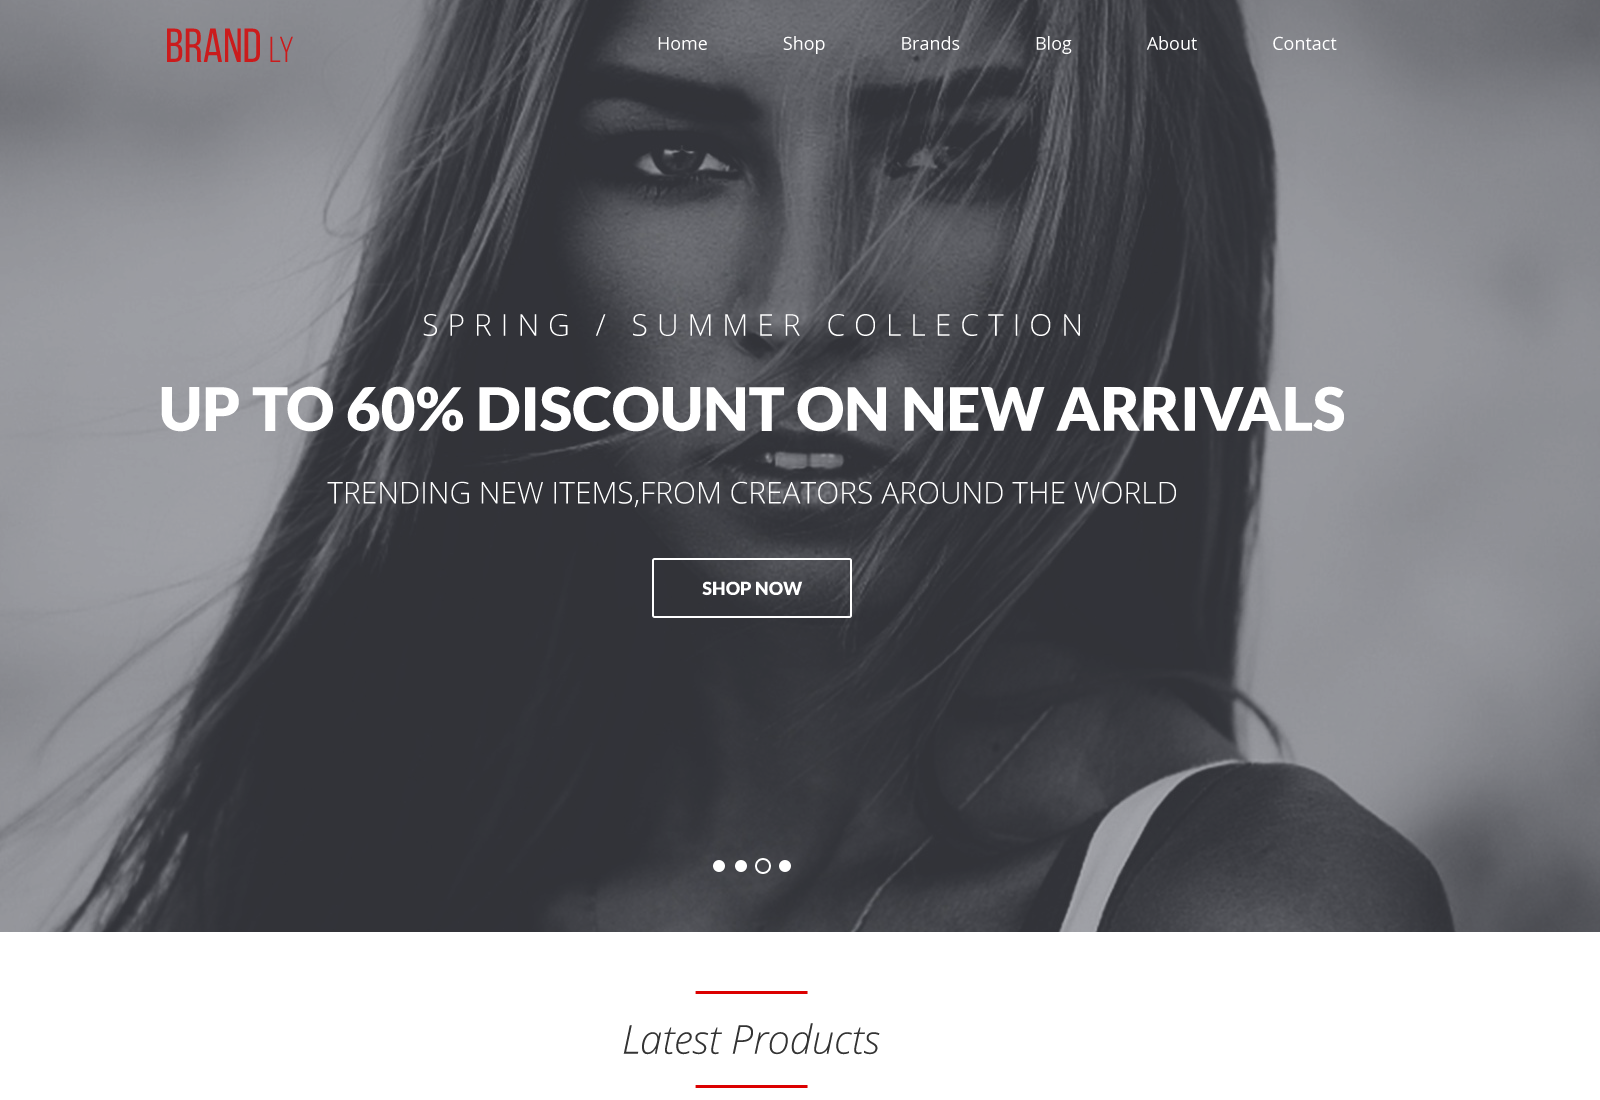 BRAND LY
Home Shop Brands Blog About Contact
SPRING / SUMMER COLLECTION
UP TO 60% DISCOUNT ON NEW ARRIVALS
TRENDING NEW ITEMS,FROM CREATORS AROUND THE WORLD
SHOP NOW
Latest Products